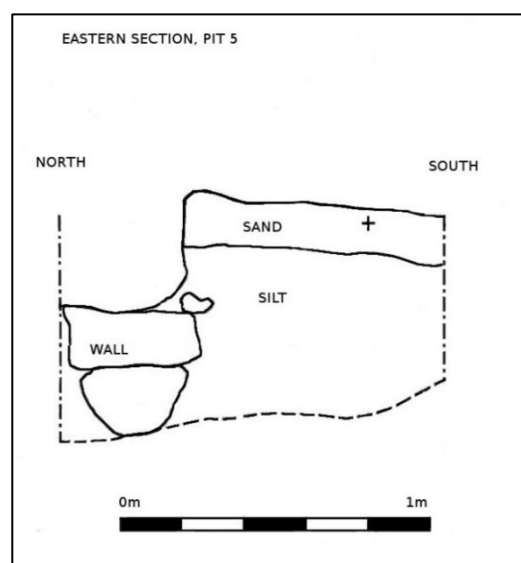 EASTERN SECTION, PIT 5
NORTH
SOUTH
SAND
SILT
WALL
0m 1m